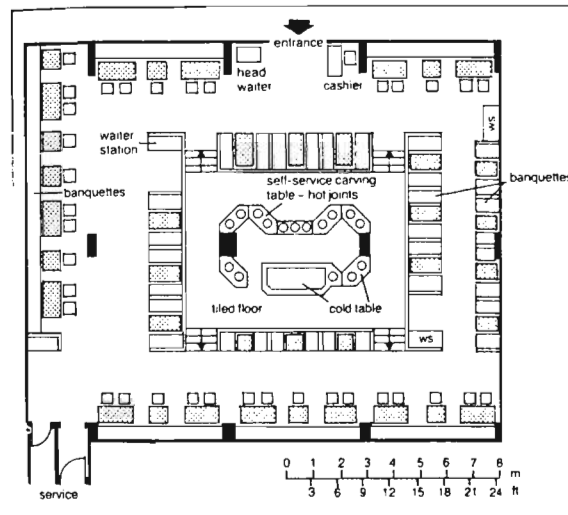 entrance
head
waiter
cashier
ws
waiter
station
banquettes
self-service carving
table – hot joints
banquettes
tiled floor
cold table
ws
0 1 2 3 4 5 6 7 8 m
3 6 9 12 15 18 21 24 ft
service